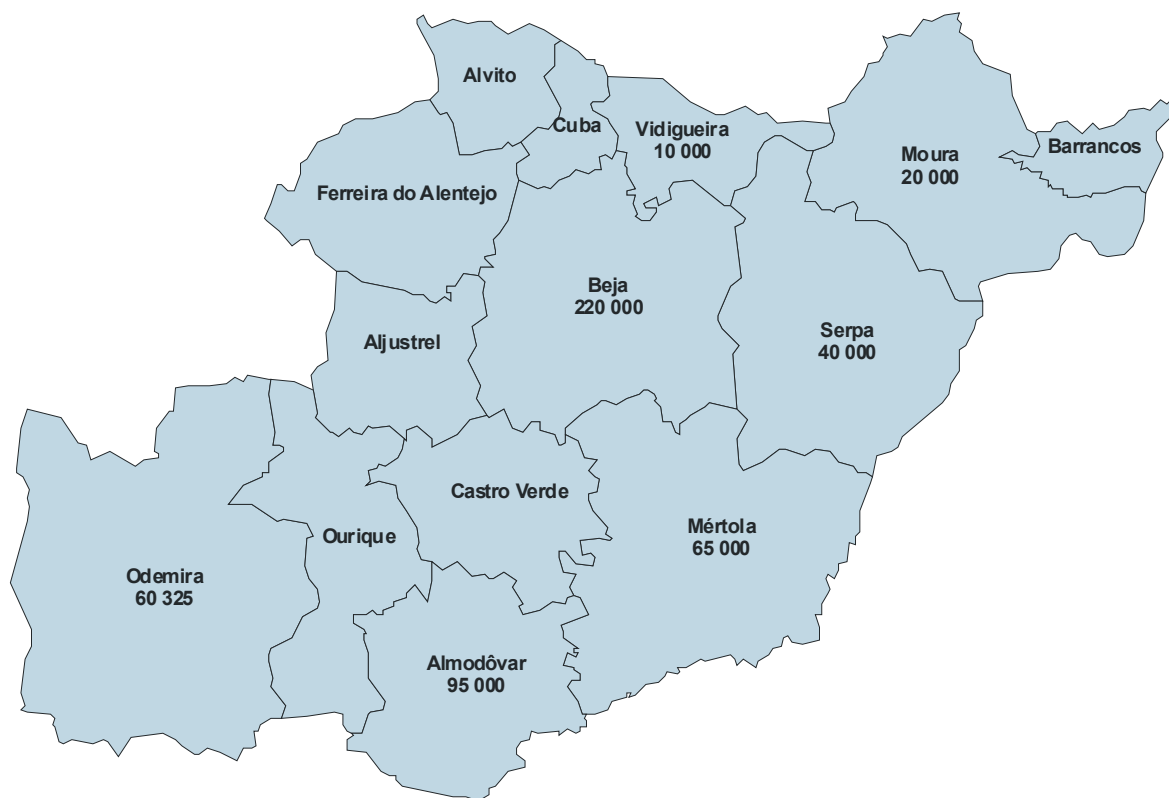 Alvito
Cuba
Vidigueira
10 000
Moura
20 000
Barrancos
Ferreira do Alentejo
Beja
220 000
Serpa
40 000
Aljustrel
Castro Verde
Mértola
65 000
Ourique
Odemira
60 325
Almodôvar
95 000